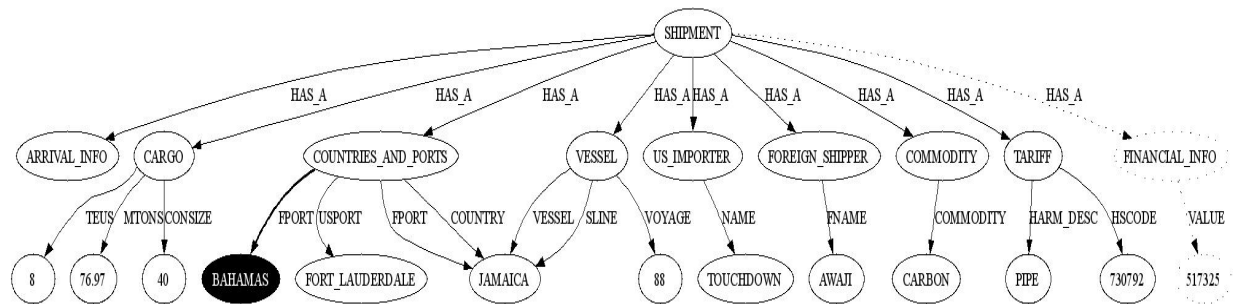 SHIPMENT
HAS_A HAS_A HAS_A HAS_A HAS_A HAS_A HAS_A HAS_A HAS_A
ARRIVAL_INFO CARGO COUNTRIES_AND_PORTS VESSEL US_IMPORTER FOREIGN_SHIPPER COMMODITY TARIFF FINANCIAL_INFO
TEUS MTONS CONSIZE FPORT USPORT FPORT COUNTRY VESSEL SLINE VOYAGE NAME FNAME COMMODITY HARM_DESC HSCODE VALUE
8 76.97 40 BAHAMAS FORT_LAUDERDALE JAMAICA 88 TOUCHDOWN AWAJI CARBON PIPE 730792 517325